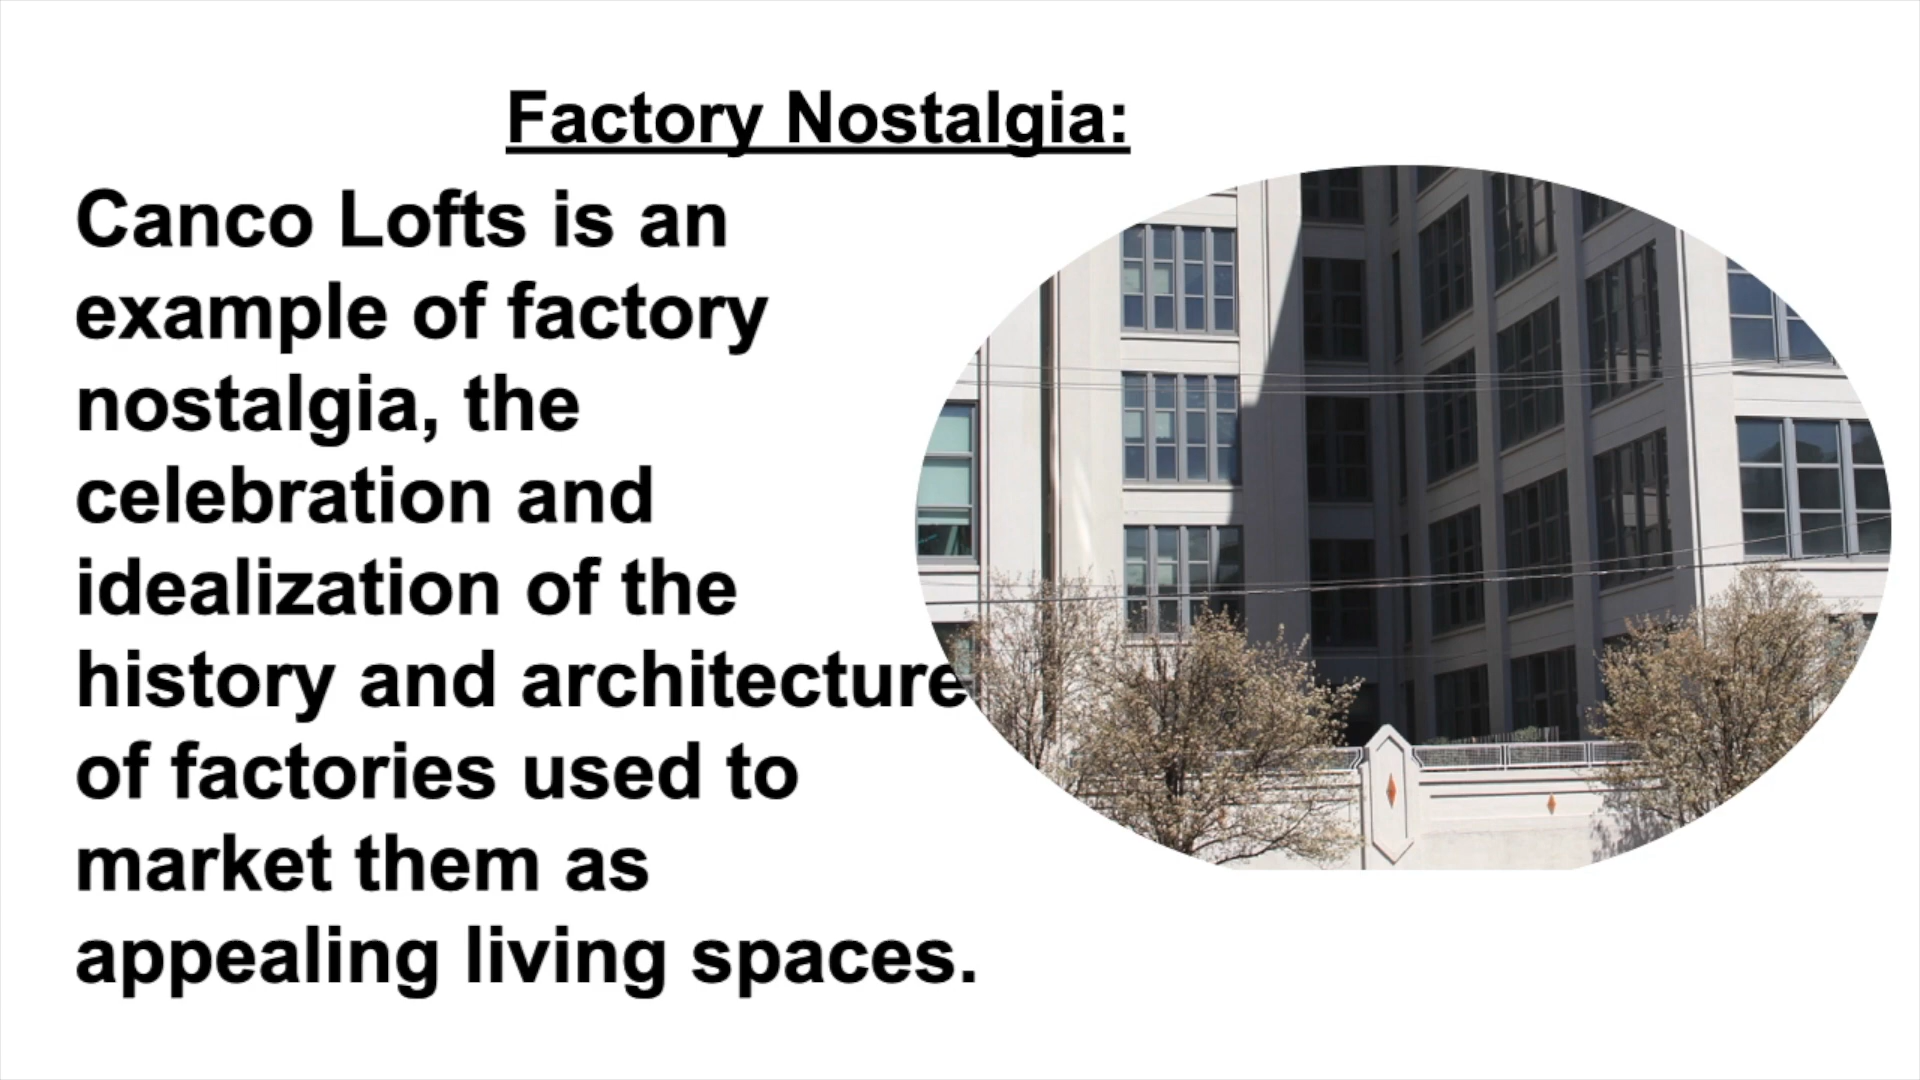 Factory Nostalgia:
Canco Lofts is an
example of factory
nostalgia, the
celebration and
idealization of the
history and architecture
of factories used to
market them as
appealing living spaces.